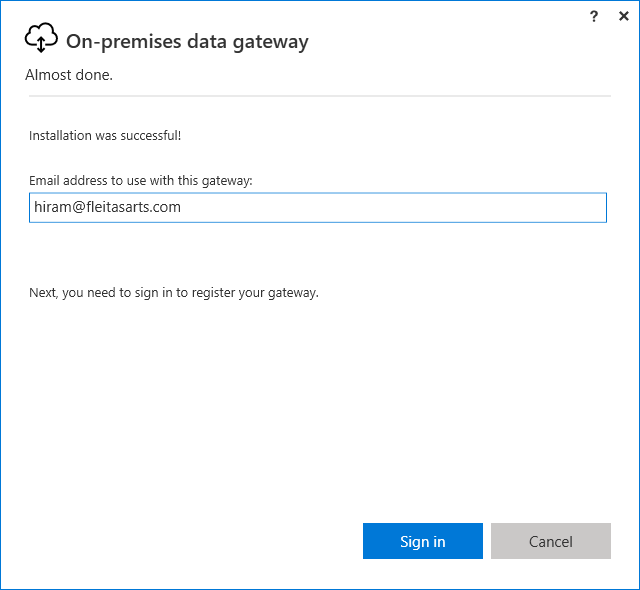 ? ✕
On-premises data gateway
Almost done.
Installation was successful!
Email address to use with this gateway:
hiram@fleitasarts.com
Next, you need to sign in to register your gateway.
Sign in Cancel